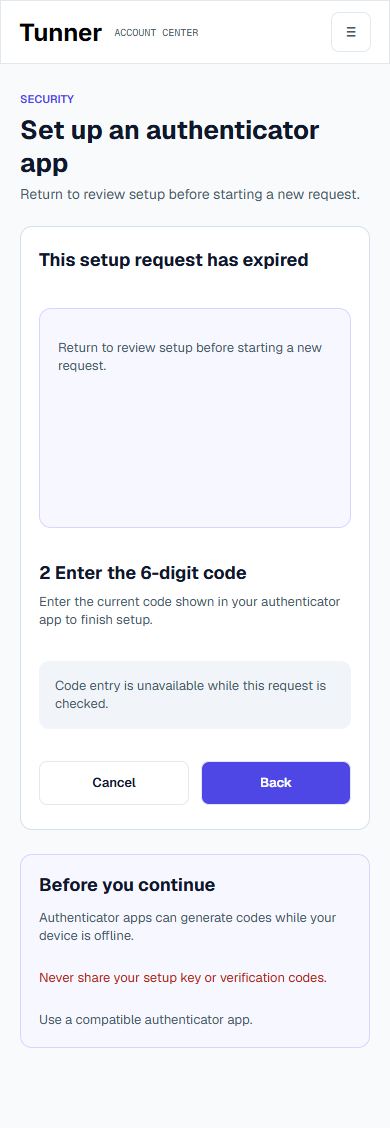 Tunner ACCOUNT CENTER
☰
SECURITY
Set up an authenticator
app
Return to review setup before starting a new request.
This setup request has expired
Return to review setup before starting a new
request.
2 Enter the 6-digit code
Enter the current code shown in your authenticator
app to finish setup.
Code entry is unavailable while this request is
checked.
Cancel
Back
Before you continue
Authenticator apps can generate codes while your
device is offline.
Never share your setup key or verification codes.
Use a compatible authenticator app.